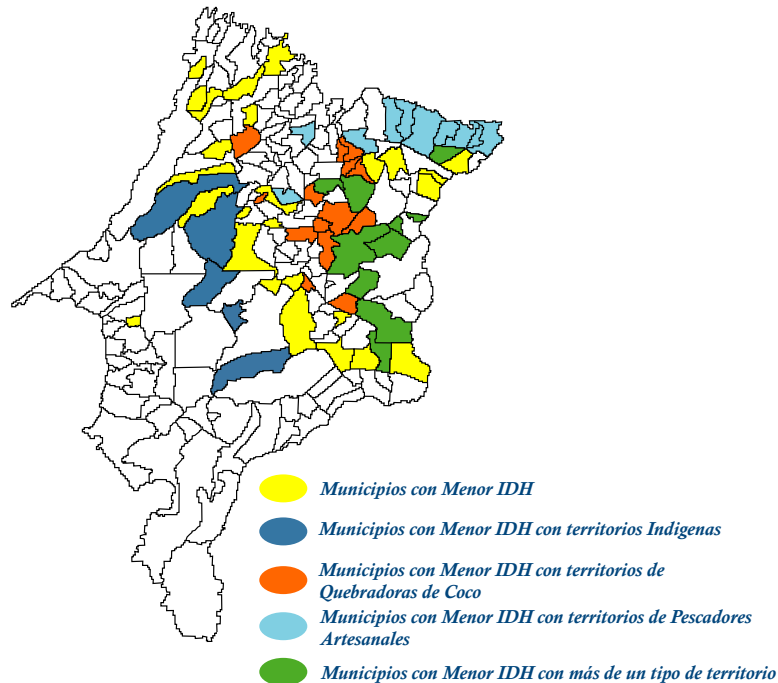 Municipios con Menor IDH
Municipios con Menor IDH con territorios Indigenas
Municipios con Menor IDH con territorios de
Quebradoras de Coco
Municipios con Menor IDH con territorios de Pescadores
Artesanales
Municipios con Menor IDH con más de un tipo de territorio